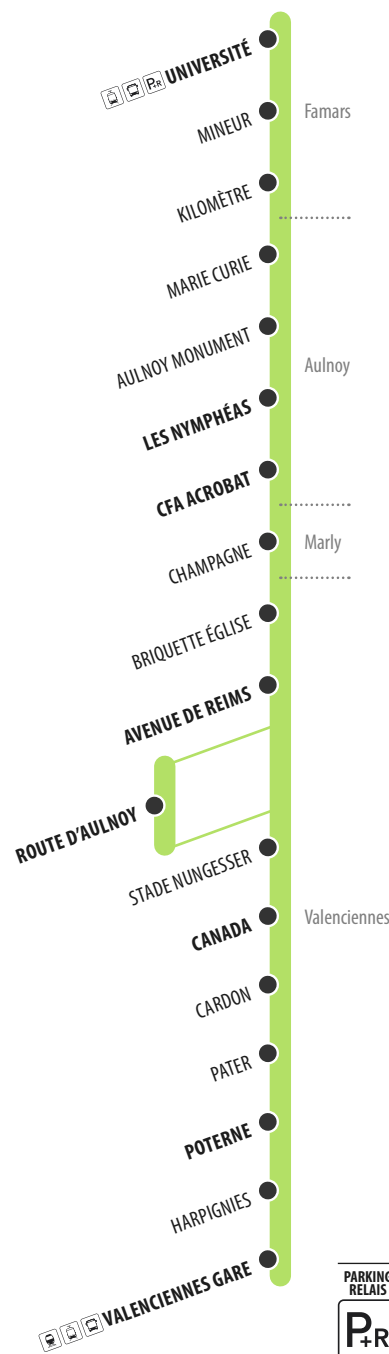 P+R UNIVERSITÉ
MINEUR
Famars
KILOMÈTRE
MARIE CURIE
AULNOY MONUMENT
Aulnoy
LES NYMPHÉAS
CFA ACROBAT
CHAMPAGNE
Marly
BRIQUETTE ÉGLISE
AVENUE DE REIMS
ROUTE D'AULNOY
STADE NUNGESSER
CANADA
Valenciennes
CARDON
PATER
POTERNE
HARPIGNIES
VALENCIENNES GARE
PARKING
RELAIS
P+R